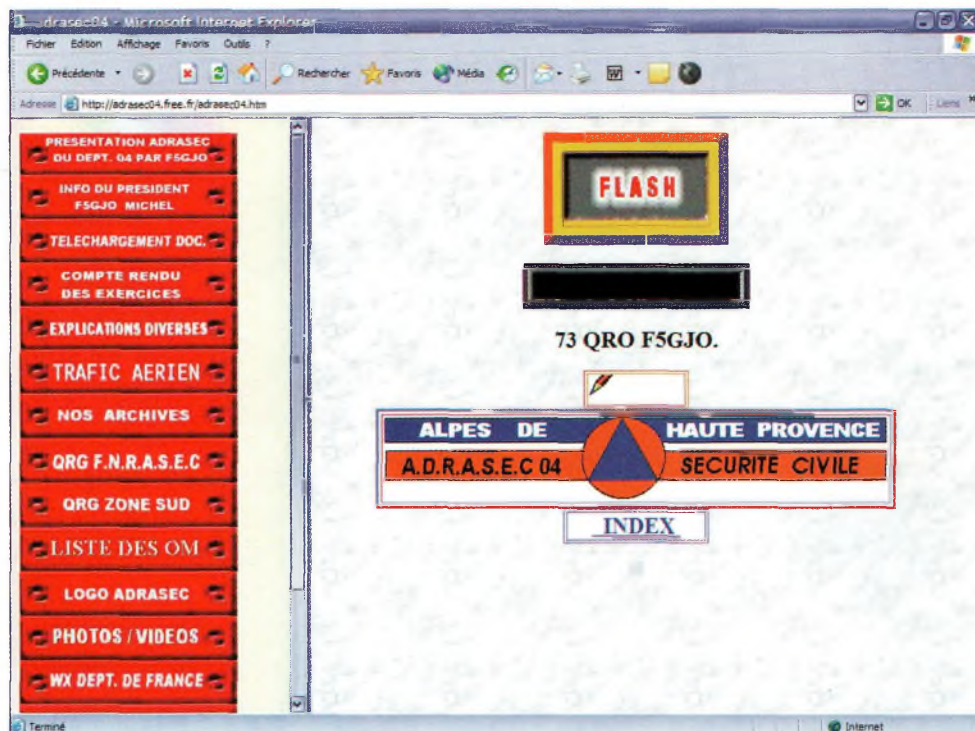 adrasec04 - Microsoft Internet Explorer
Fichier Edition Affichage Favoris Outils ?
Précédente Rechercher Favoris Média
Adresse http://adrasec04.free.fr/adrasec04.htm OK Liens
PRESENTATION ADRASEC
DU DEPT. 04 PAR F5GJO
INFO DU PRESIDENT
F5GJO MICHEL
TELECHARGEMENT DOC.
COMPTE RENDU
DES EXERCICES
EXPLICATIONS DIVERSES
TRAFIC AERIEN
NOS ARCHIVES
QRG F.N.R.A.S.E.C
QRG ZONE SUD
LISTE DES OM
LOGO ADRASEC
PHOTOS / VIDEOS
WX DEPT. DE FRANCE
FLASH
73 QRO F5GJO.
ALPES DE HAUTE PROVENCE
A.D.R.A.S.E.C 04 SECURITE CIVILE
INDEX
Terminé Internet